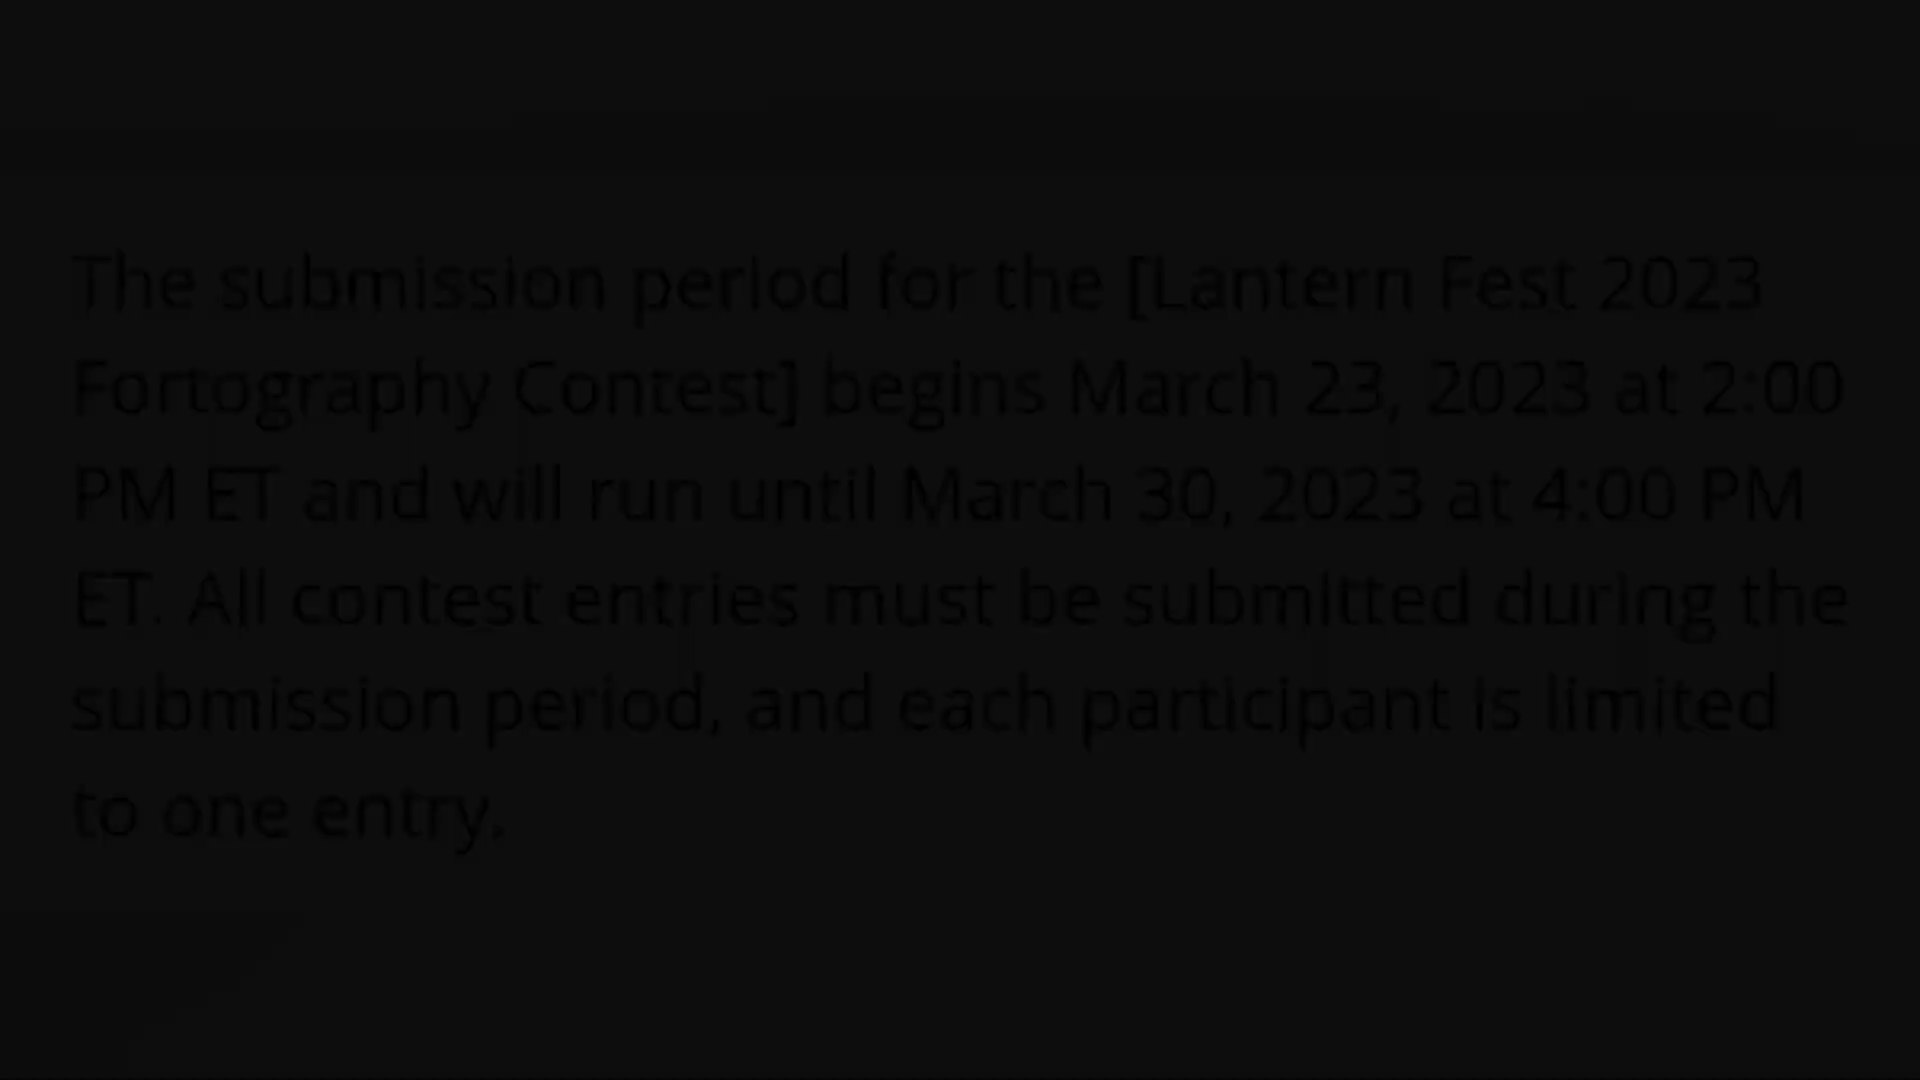 The submission period for the [Lantern Fest 2023
Fortography Contest] begins March 23, 2023 at 2:00
PM ET and will run until March 30, 2023 at 4:00 PM
ET. All contest entries must be submitted during the
submission period, and each participant is limited
to one entry.